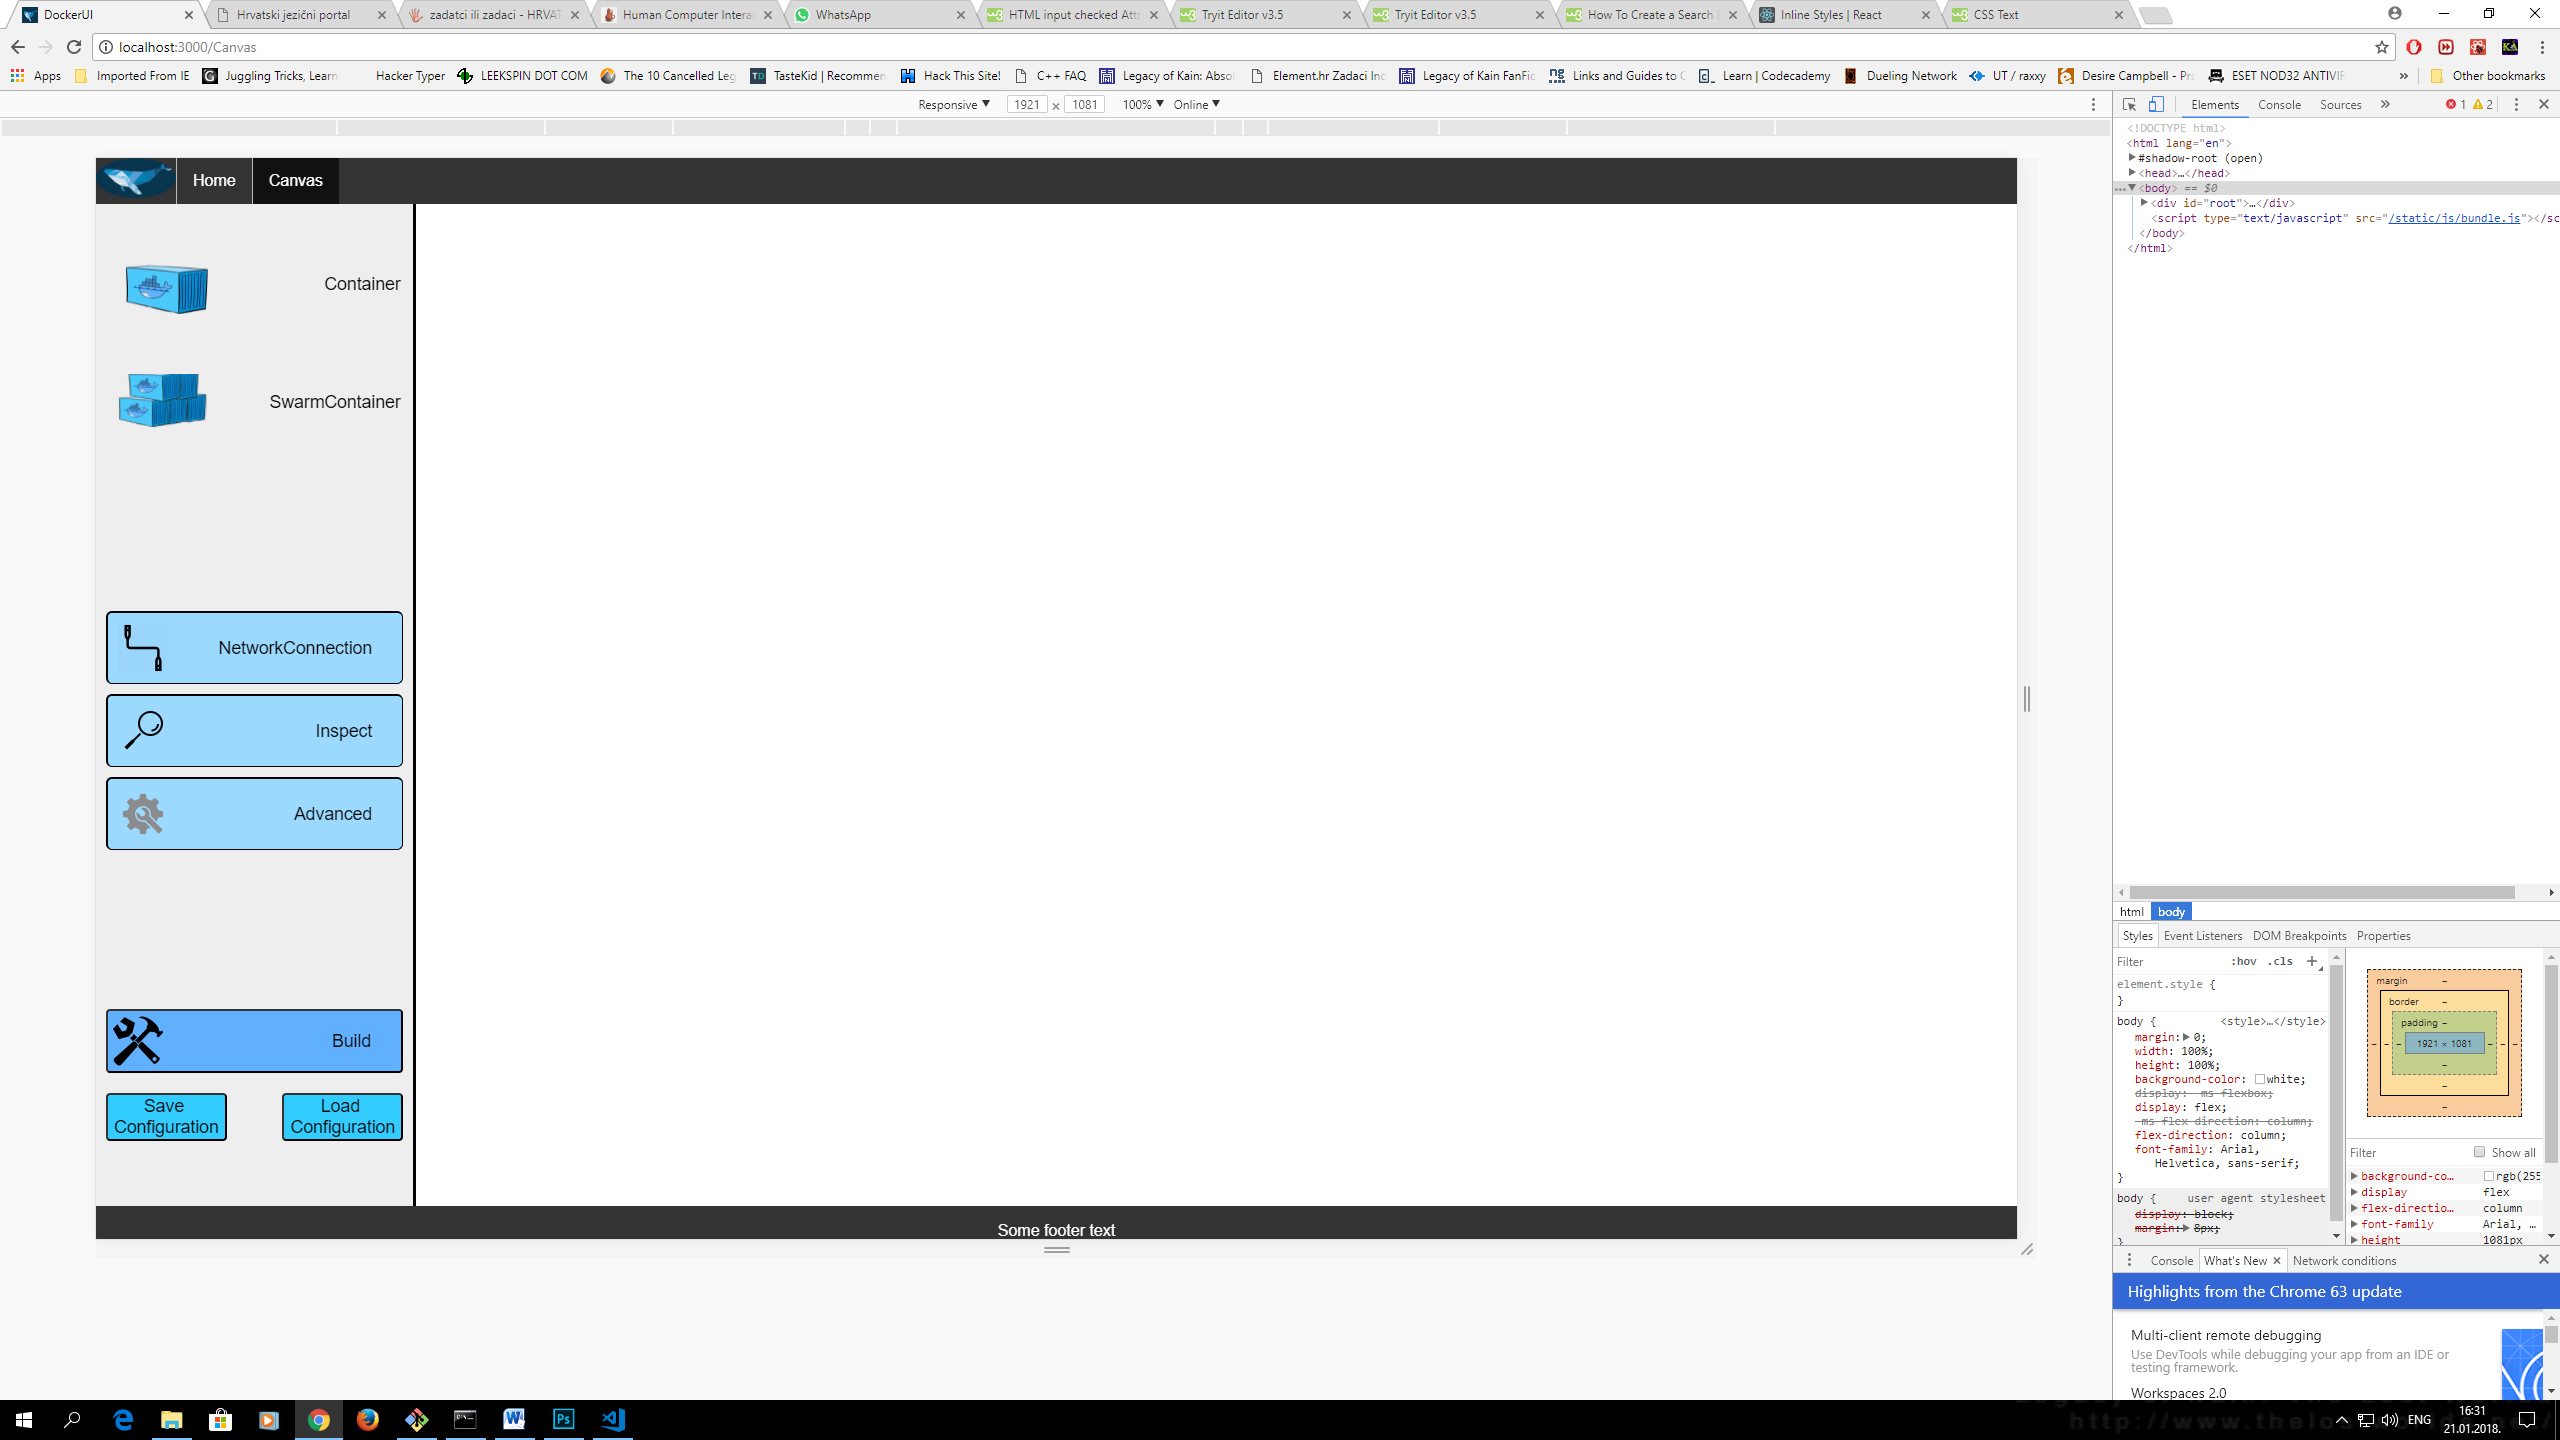 DockerUI
Hrvatski jezični portal
zadatci ili zadaci - HRVAT
Human Computer Intera
WhatsApp
HTML input checked Att
Tryit Editor v3.5
Tryit Editor v3.5
How To Create a Search
Inline Styles | React
CSS Text
localhost:3000/Canvas
Apps
Imported From IE
Juggling Tricks, Learn
Hacker Typer
LEEKSPIN DOT COM
The 10 Cancelled Leg
TasteKid | Recommen
Hack This Site!
C++ FAQ
Legacy of Kain: Absol
Element.hr Zadaci Inc
Legacy of Kain FanFic
Links and Guides to C
Learn | Codecademy
Dueling Network
UT / raxxy
Desire Campbell - Pro
ESET NOD32 ANTIVIR
»
Other bookmarks
Responsive ▼ 1921 × 1081 100% ▼ Online ▼
Elements Console Sources » 1 2
<!DOCTYPE html>
<html lang="en">
▶#shadow-root (open)
▶<head>…</head>
…▼<body> == $0
▶<div id="root">…</div>
<script type="text/javascript" src="/static/js/bundle.js"></sc
</body>
</html>
Home Canvas
Container
SwarmContainer
NetworkConnection
Inspect
Advanced
Build
Save Configuration
Load Configuration
Some footer text
html body
Styles Event Listeners DOM Breakpoints Properties
Filter :hov .cls +
element.style {
}
body { <style>…</style>
margin:▶ 0;
width: 100%;
height: 100%;
background-color: white;
display: -ms-flexbox;
display: flex;
-ms-flex-direction: column;
flex-direction: column;
font-family: Arial,
Helvetica, sans-serif;
}
body { user agent stylesheet
display: block;
margin:▶ 8px;
}
margin –
border –
padding –
– – – 1921 × 1081 – – –
–
–
–
Filter Show all
▶background-co… rgb(255
▶display flex
▶flex-directio… column
▶font-family Arial, …
▶height 1081px
Console What's New × Network conditions
Highlights from the Chrome 63 update
Multi-client remote debugging
Use DevTools while debugging your app from an IDE or
testing framework.
Workspaces 2.0
ENG
16:31
21.01.2018.